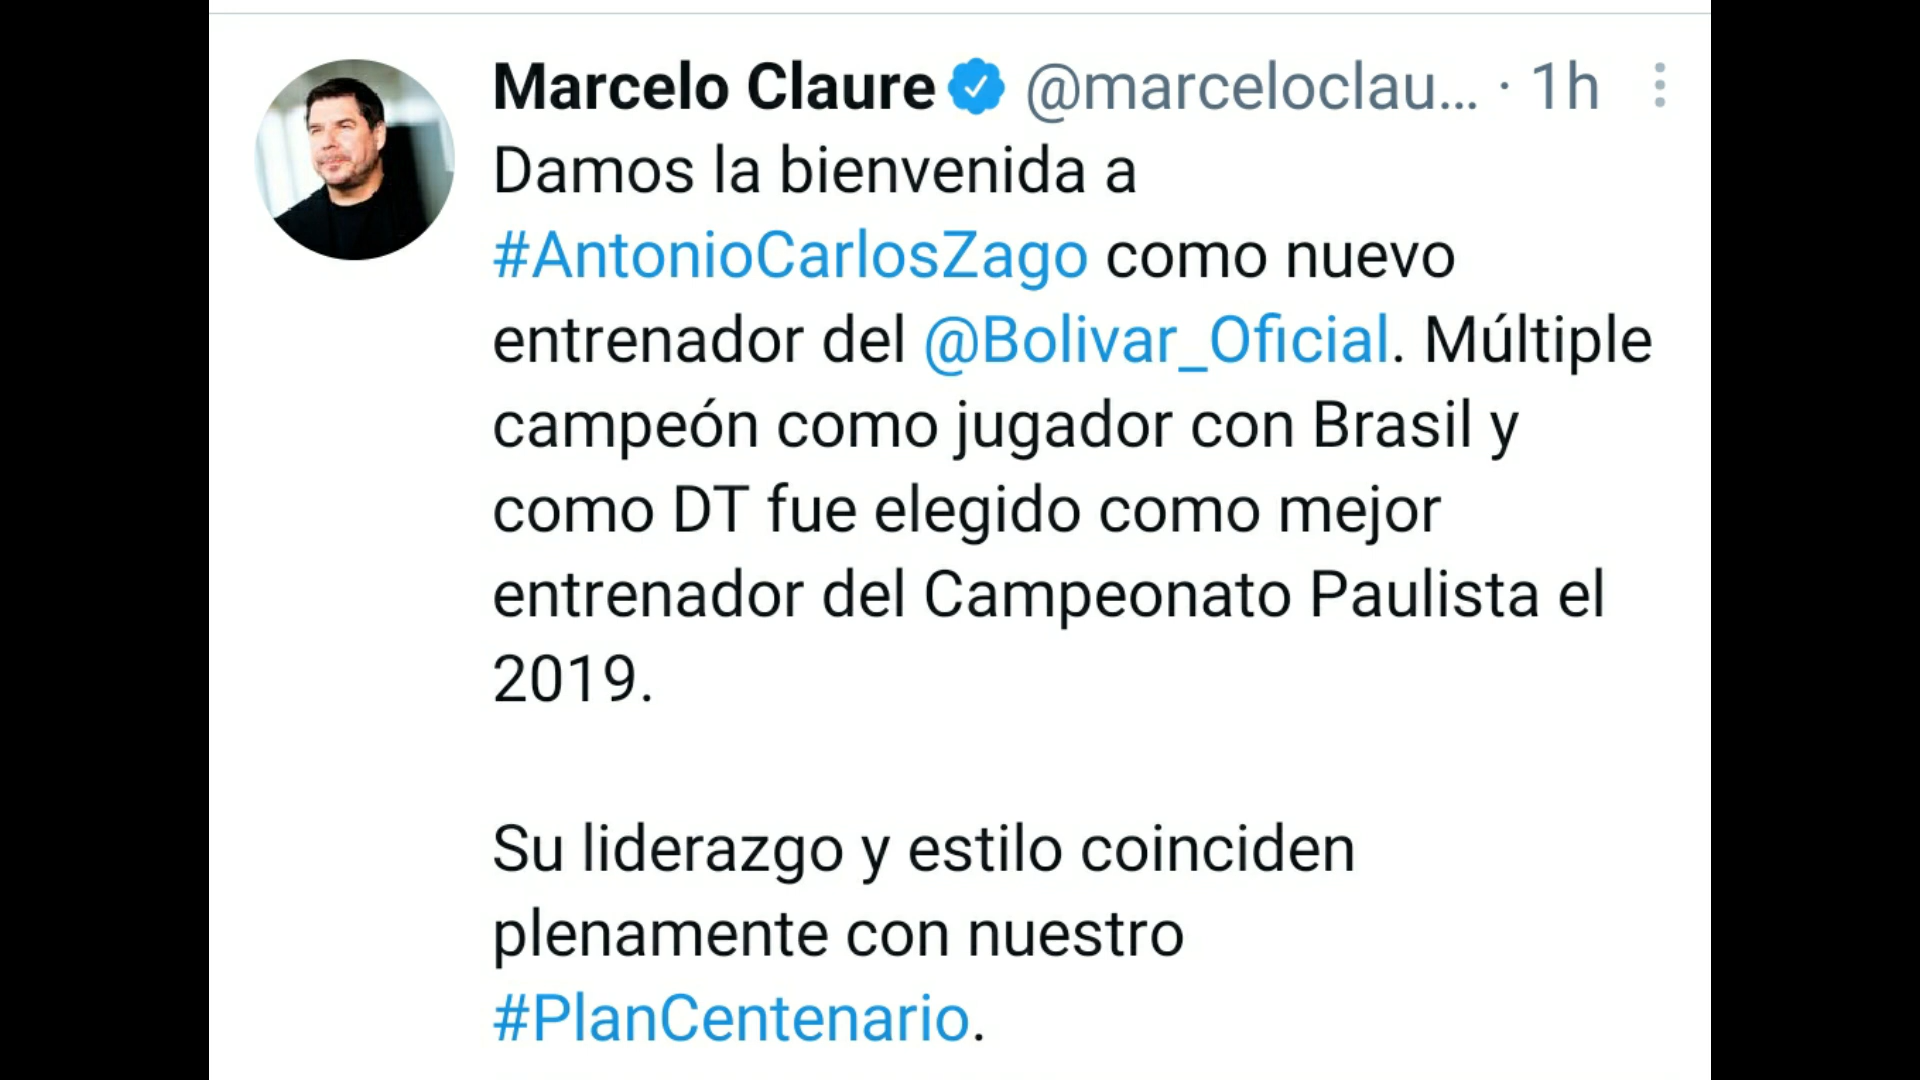 Marcelo Claure @marceloclau... · 1h
Damos la bienvenida a
#AntonioCarlosZago como nuevo
entrenador del @Bolivar_Oficial. Múltiple
campeón como jugador con Brasil y
como DT fue elegido como mejor
entrenador del Campeonato Paulista el
2019.
Su liderazgo y estilo coinciden
plenamente con nuestro
#PlanCentenario.